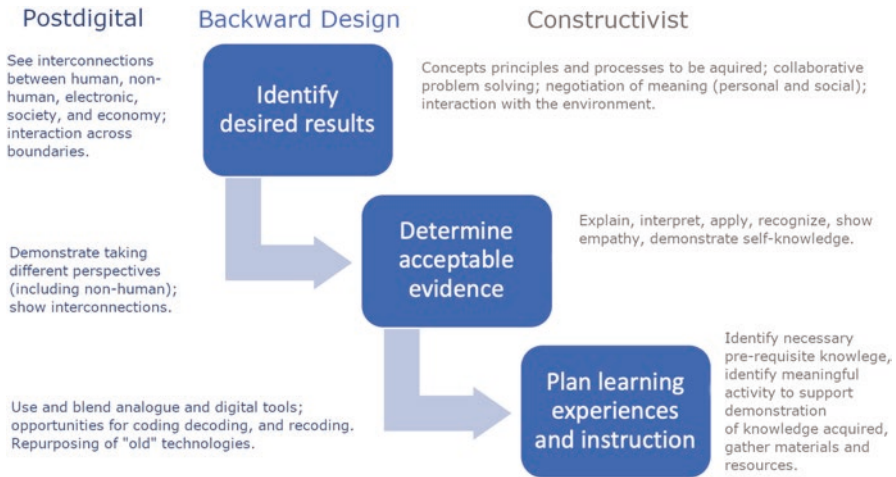 Postdigital
Backward Design
Constructivist
See interconnections
between human, non-
human, electronic,
society, and economy;
interaction across
boundaries.
Identify
desired results
Concepts principles and processes to be aquired; collaborative
problem solving; negotiation of meaning (personal and social);
interaction with the environment.
Demonstrate taking
different perspectives
(including non-human);
show interconnections.
Determine
acceptable
evidence
Explain, interpret, apply, recognize, show
empathy, demonstrate self-knowledge.
Use and blend analogue and digital tools;
opportunities for coding decoding, and recoding.
Repurposing of "old" technologies.
Plan learning
experiences
and instruction
Identify necessary
pre-requisite knowlege,
identify meaningful
activity to support
demonstration
of knowledge acquired,
gather materials and
resources.